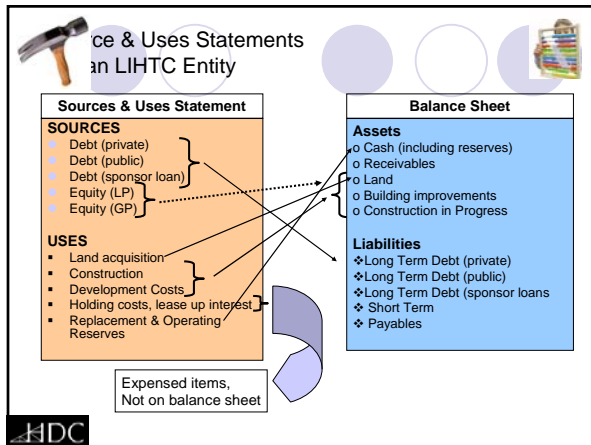 rce & Uses Statements
an LIHTC Entity
Sources & Uses Statement
SOURCES
Debt (private)
Debt (public)
Debt (sponsor loan)
Equity (LP)
Equity (GP)
USES
▪ Land acquisition
▪ Construction
▪ Development Costs
▪ Holding costs, lease up interest
▪ Replacement & Operating
Reserves
Balance Sheet
Assets
o Cash (including reserves)
o Receivables
o Land
o Building improvements
o Construction in Progress
Liabilities
❖Long Term Debt (private)
❖Long Term Debt (public)
❖Long Term Debt (sponsor loans
❖ Short Term
❖ Payables
Expensed items,
Not on balance sheet
HDC